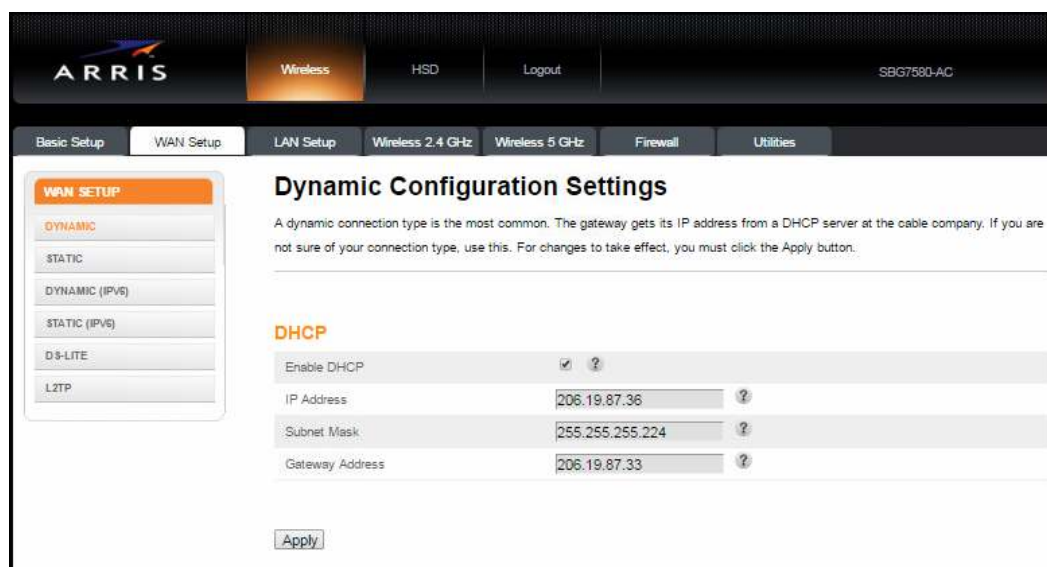 ARRIS
Wireless HSD Logout SBG7580-AC
Basic Setup WAN Setup LAN Setup Wireless 2.4 GHz Wireless 5 GHz Firewall Utilities
WAN SETUP
DYNAMIC
STATIC
DYNAMIC (IPV6)
STATIC (IPV6)
DS-LITE
L2TP
Dynamic Configuration Settings
A dynamic connection type is the most common. The gateway gets its IP address from a DHCP server at the cable company. If you are
not sure of your connection type, use this. For changes to take effect, you must click the Apply button.
DHCP
Enable DHCP ?
IP Address 206.19.87.36 ?
Subnet Mask 255.255.255.224 ?
Gateway Address 206.19.87.33 ?
Apply